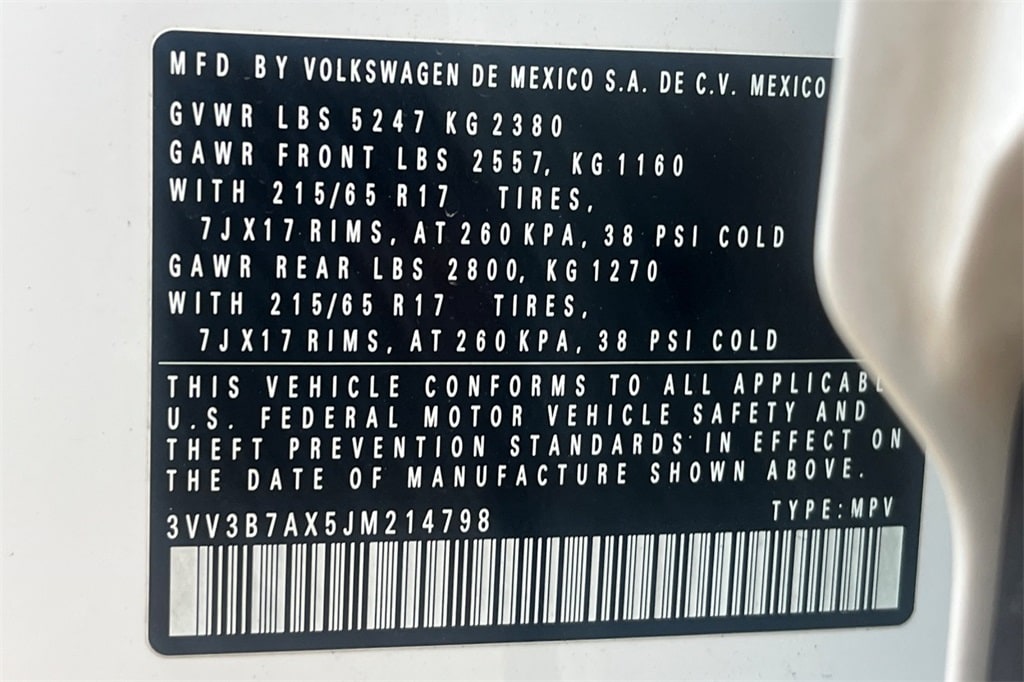 MFD BY VOLKSWAGEN DE MEXICO S.A. DE C.V. MEXICO
GVWR LBS 5247 KG 2380
GAWR FRONT LBS 2557, KG 1160
WITH 215/65 R17 TIRES,
7JX17 RIMS, AT 260 KPA, 38 PSI COLD
GAWR REAR LBS 2800, KG 1270
WITH 215/65 R17 TIRES,
7JX17 RIMS, AT 260 KPA, 38 PSI COLD
THIS VEHICLE CONFORMS TO ALL
U.S. FEDERAL MOTOR VEHICLE SAFETY AND
THEFT PREVENTION STANDARDS IN EFFECT ON
THE DATE OF MANUFACTURE SHOWN ABOVE.
3VV3B7AX5JM214798 TYPE: MPV